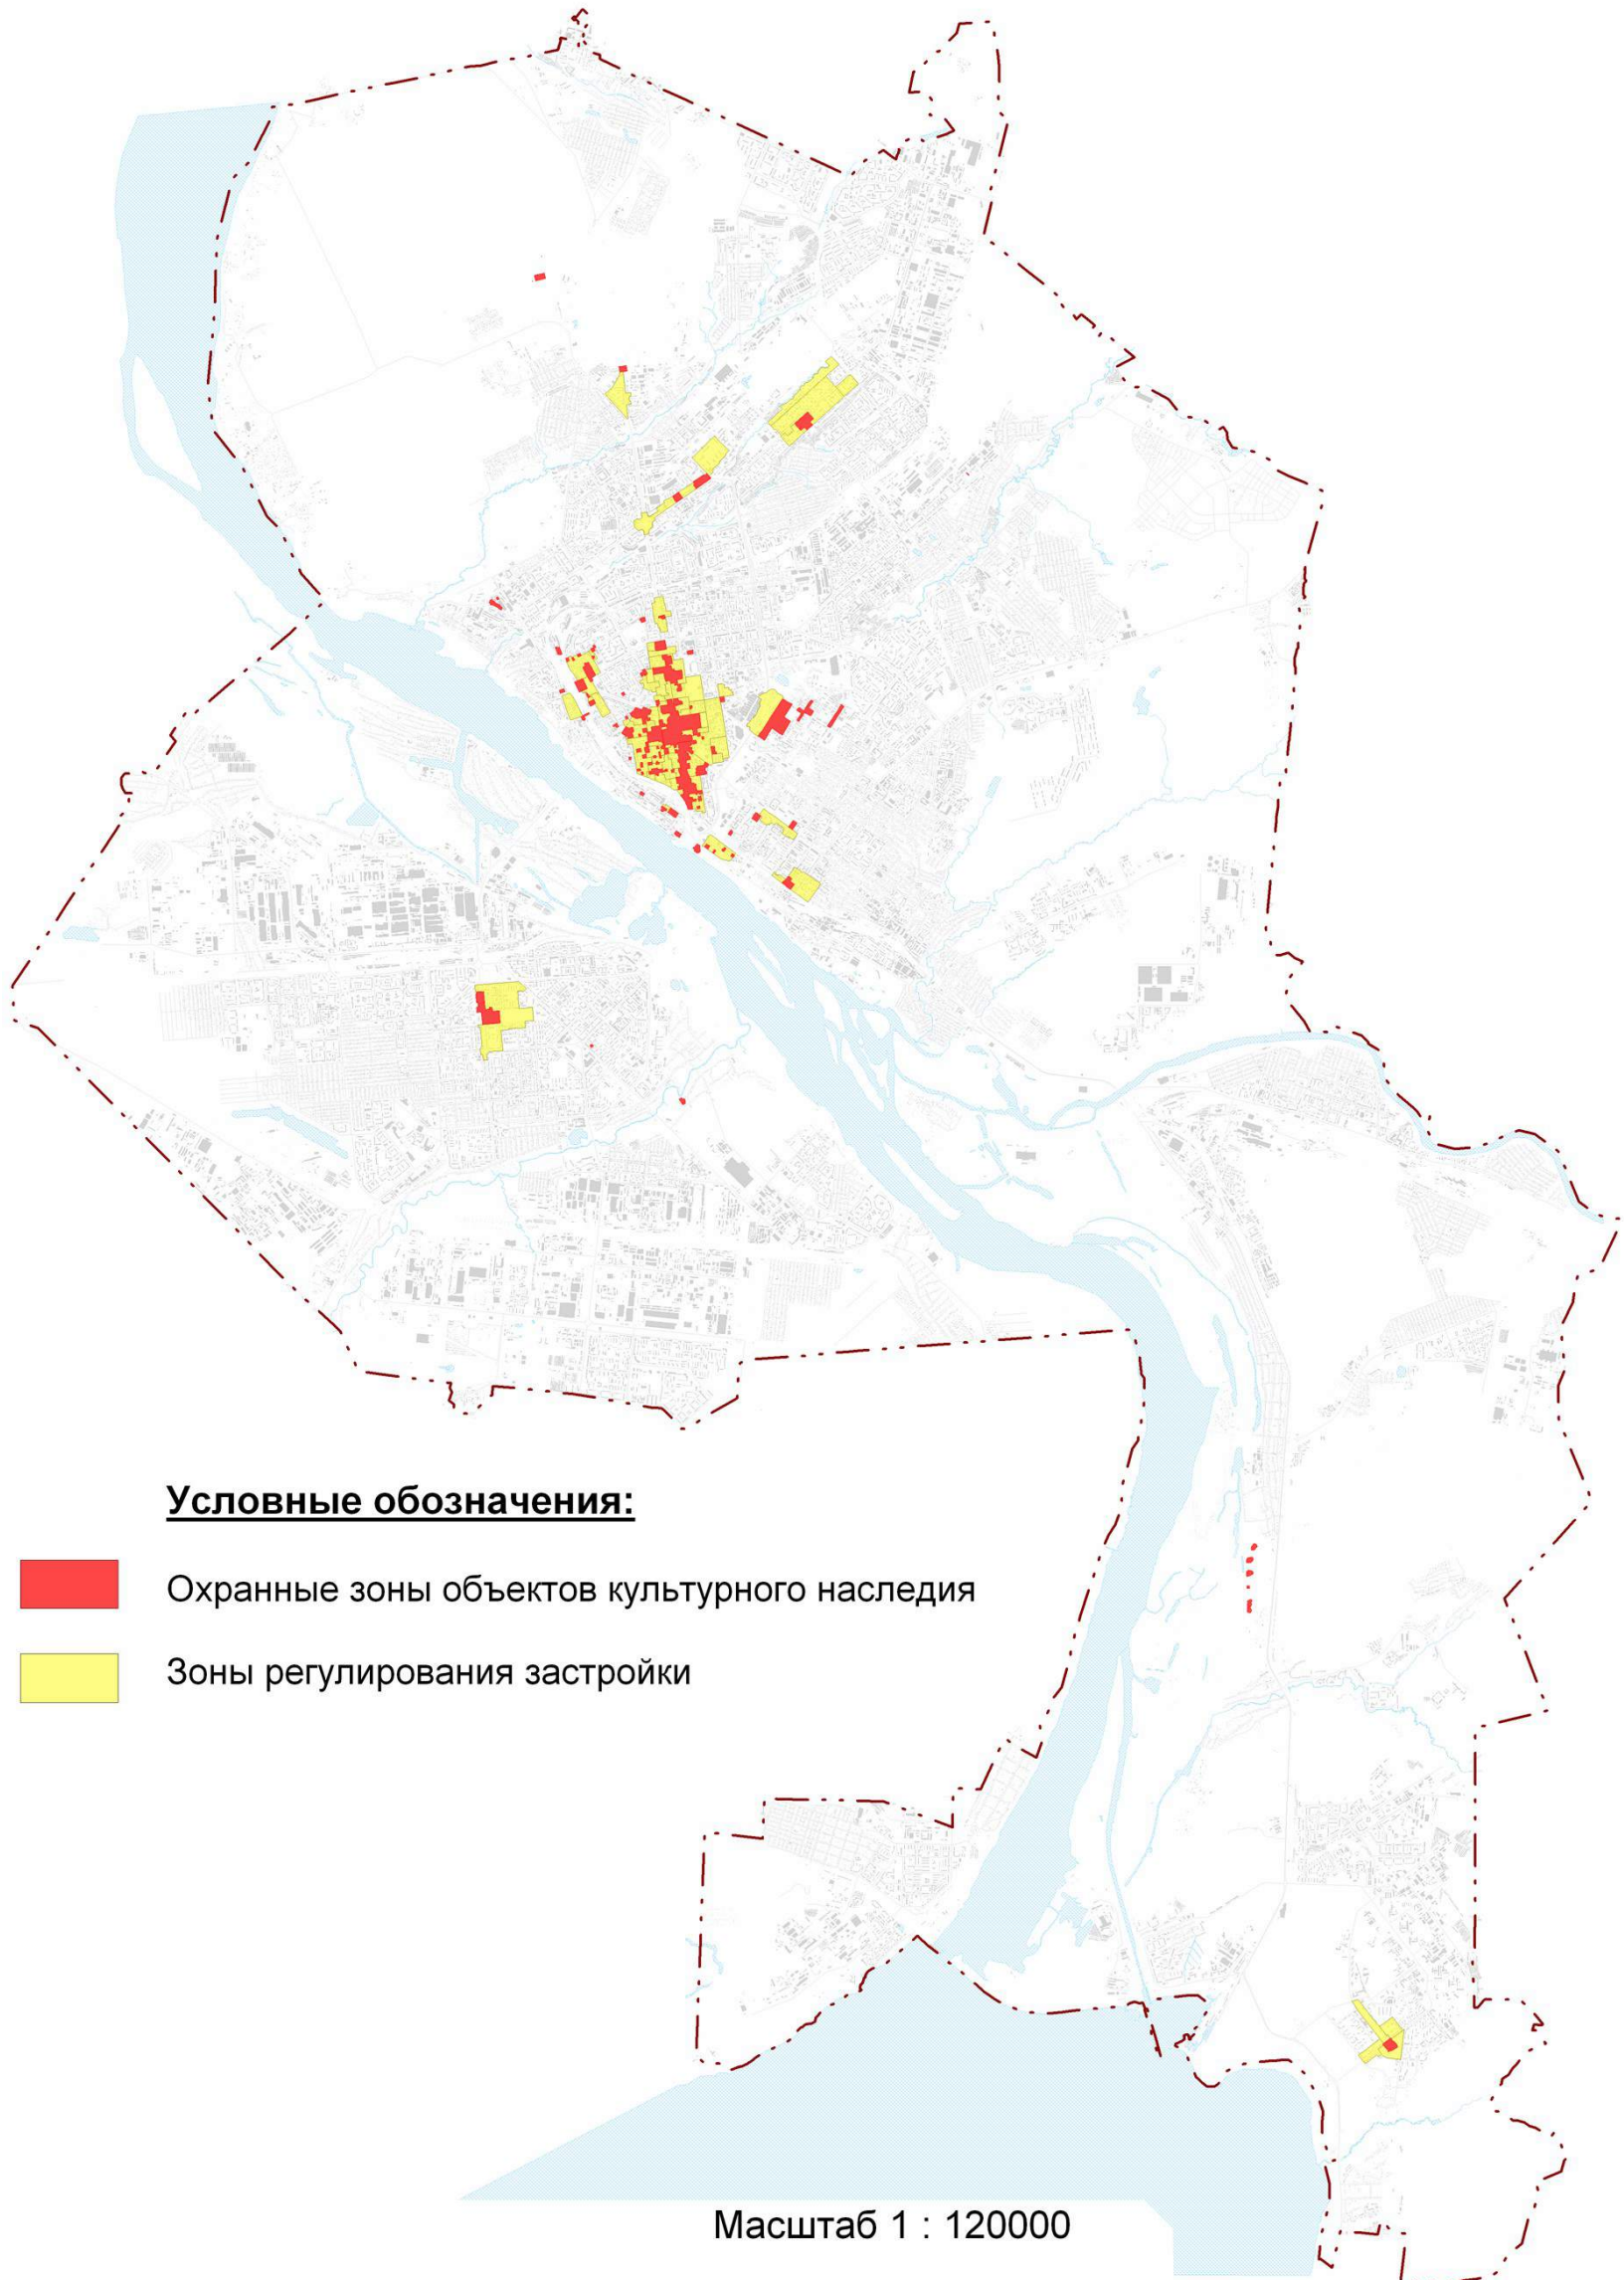 Условные обозначения:
Охранные зоны объектов культурного наследия
Зоны регулирования застройки
Масштаб 1 : 120000